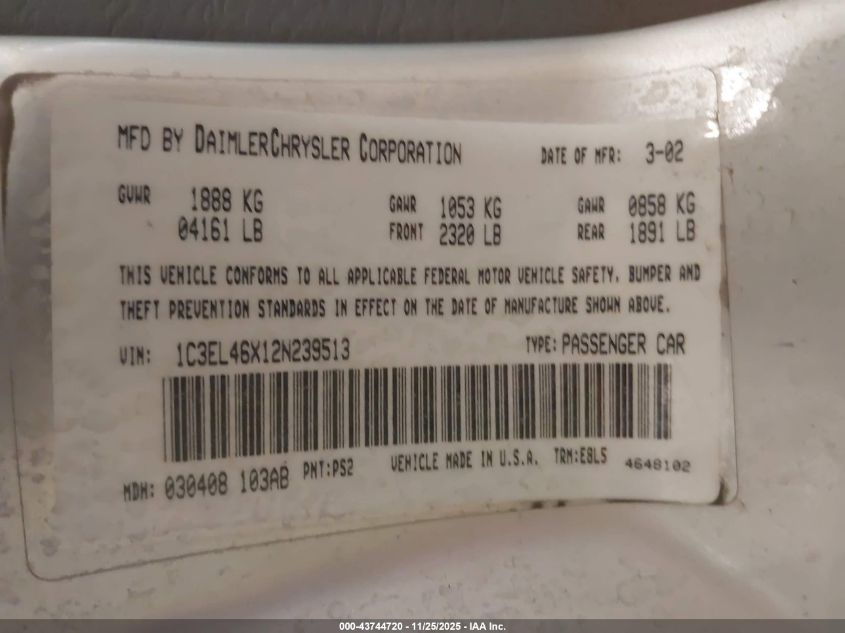 MFD BY DAIMLERCHRYSLER CORPORATION DATE OF MFR: 3-02
GVWR 1888 KG GAWR 1053 KG GAWR 0858 KG
04161 LB FRONT 2320 LB REAR 1891 LB
THIS VEHICLE CONFORMS TO ALL APPLICABLE FEDERAL MOTOR VEHICLE SAFETY, BUMPER AND
THEFT PREVENTION STANDARDS IN EFFECT ON THE DATE OF MANUFACTURE SHOWN ABOVE.
VIN: 1C3EL46X12N239513 TYPE: PASSENGER CAR
MDH: 030408 103AB PNT:PS2 VEHICLE MADE IN U.S.A. TRM:E8L5 4648102
000-43744720 - 11/25/2025 - IAA Inc.